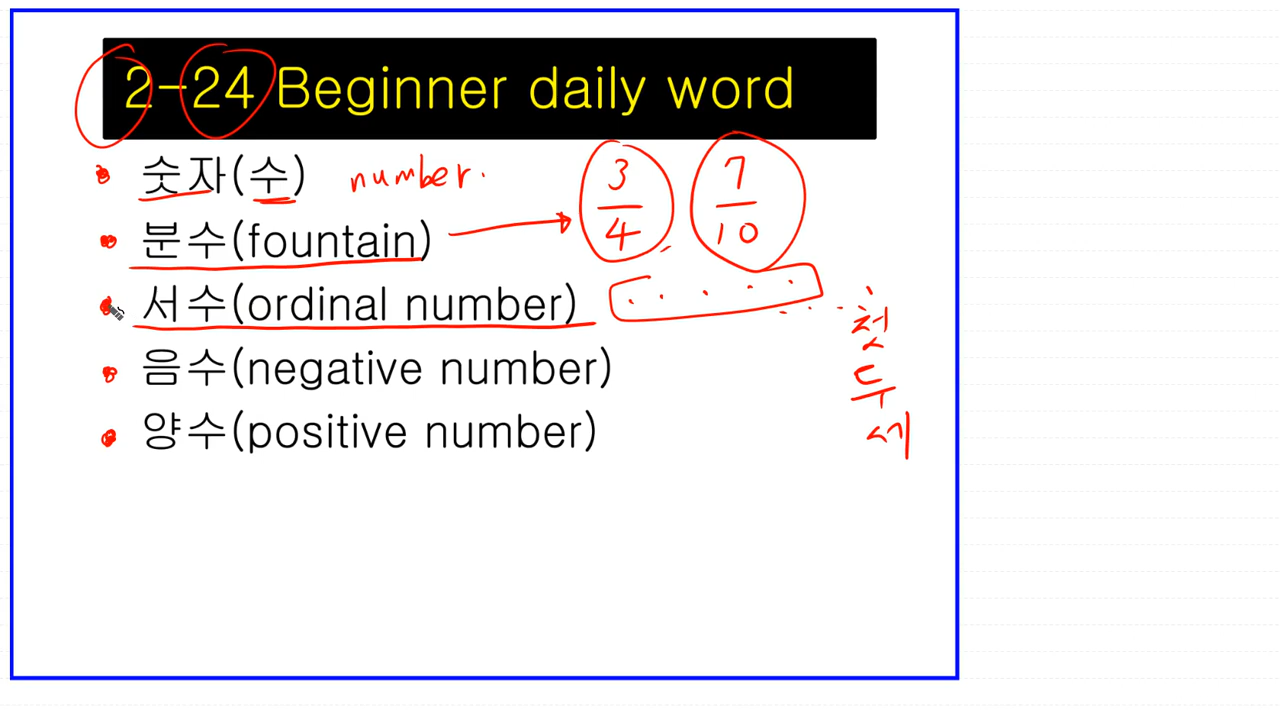 2-24 Beginner daily word
숫자(수) number.
분수(fountain) 3/4 7/10
서수(ordinal number)
첫
두
세
음수(negative number)
양수(positive number)